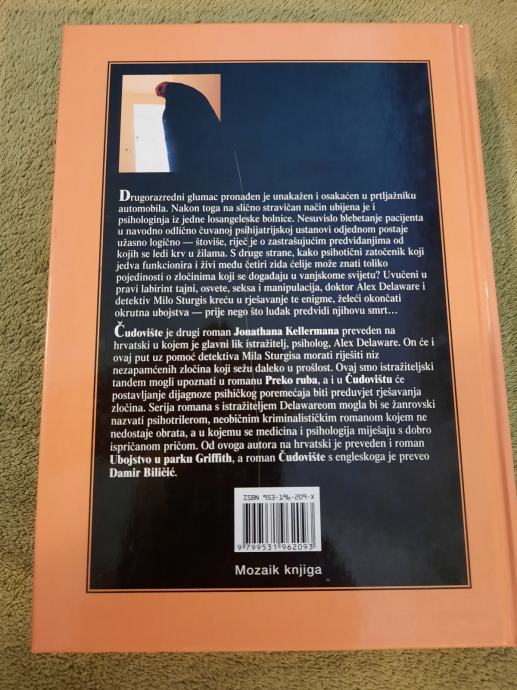 Drugorazredni glumac pronađen je unakažen i osakaćen u prtljažniku
automobila. Nakon toga na slično stravičan način ubijena je i
psihologinja iz jedne losangeleske bolnice. Nesuvislo blebetanje pacijenta
u navodno odlično čuvanoj psihijatrijskoj ustanovi odjednom postaje
užasno logično — štoviše, riječ je o zastrašujućim predviđanjima od
kojih se ledi krv u žilama. S druge strane, kako psihotični zatočenik koji
jedva funkcionira i živi među četiri zida ćelije može znati toliko
pojedinosti o zločinima koji se događaju u vanjskome svijetu? Uvučeni u
pravi labirint tajni, osvete, seksa i manipulacija, doktor Alex Delaware i
detektiv Milo Sturgis kreću u rješavanje te enigme, želeći okončati
okrutna ubojstva — prije nego što luđak predvidi njihovu smrt...
Čudovište je drugi roman Jonathana Kellermana preveden na
hrvatski u kojem je glavni lik istražitelj, psiholog, Alex Delaware. On će i
ovaj put uz pomoć detektiva Mila Sturgisa morati riješiti niz
nezapamćenih zločina koji sežu daleko u prošlost. Ovaj smo istražiteljski
tandem mogli upoznati u romanu Preko ruba, a i u Čudovištu će
postavljanje dijagnoze psihičkog poremećaja biti preduvjet rješavanja
zločina. Serija romana s istražiteljem Delawareom mogla bi se žanrovski
nazvati psihotrilerom, neobičnim kriminalističkim romanom kojem ne
nedostaje obrata, a u kojemu se medicina i psihologija miješaju s dobro
ispričanom pričom. Od ovoga autora na hrvatski je preveden i roman
Ubojstvo u parku Griffith, a roman Čudovište s engleskoga je preveo
Damir Biličić.
ISBN 953-196-209-X
9 799531 962093
Mozaik knjiga